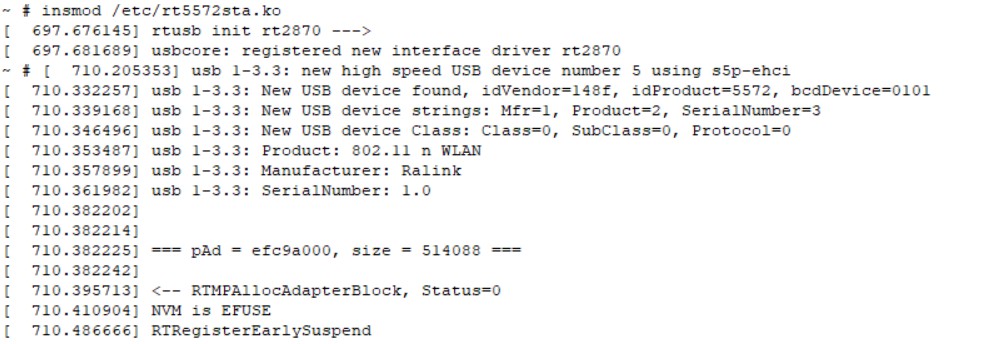 ~ # insmod /etc/rt5572sta.ko
[  697.676145] rtusb init rt2870 --->
[  697.681689] usbcore: registered new interface driver rt2870
~ # [  710.205353] usb 1-3.3: new high speed USB device number 5 using s5p-ehci
[  710.332257] usb 1-3.3: New USB device found, idVendor=148f, idProduct=5572, bcdDevice=0101
[  710.339168] usb 1-3.3: New USB device strings: Mfr=1, Product=2, SerialNumber=3
[  710.346496] usb 1-3.3: New USB device Class: Class=0, SubClass=0, Protocol=0
[  710.353487] usb 1-3.3: Product: 802.11 n WLAN
[  710.357899] usb 1-3.3: Manufacturer: Ralink
[  710.361982] usb 1-3.3: SerialNumber: 1.0
[  710.382202]
[  710.382214]
[  710.382225] === pAd = efc9a000, size = 514088 ===
[  710.382242]
[  710.395713] <-- RTMPAllocAdapterBlock, Status=0
[  710.410904] NVM is EFUSE
[  710.486666] RTRegisterEarlySuspend